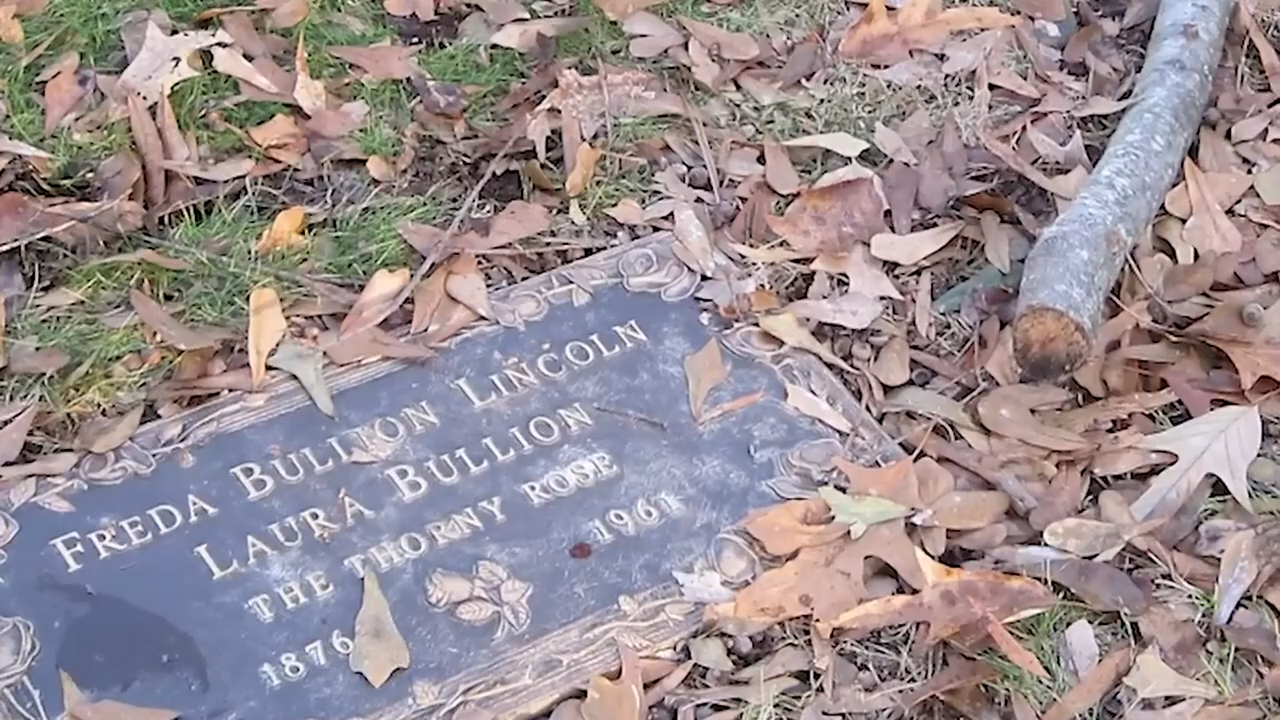 FREDA BULLION LINCOLN
LAURA BULLION
THE THORNY ROSE
1876 1961